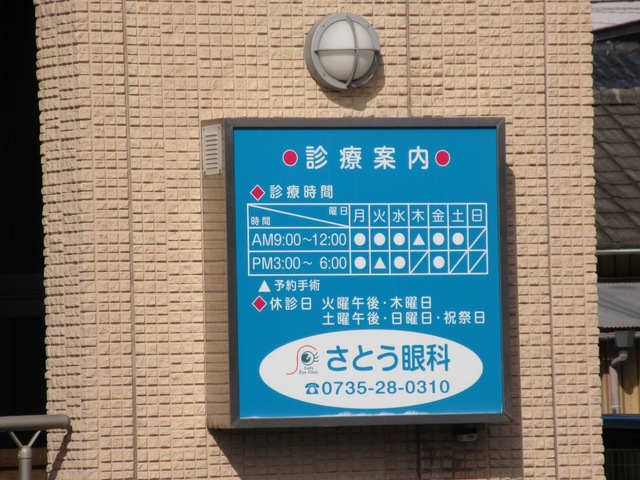 ●診療案内●
◆診療時間
曜日 時間 月 火 水 木 金 土 日
AM9:00～12:00 ● ● ● ▲ ● ● ／
PM3:00～ 6:00 ● ▲ ● ／ ● ／ ／
▲予約手術
◆休診日 火曜午後・木曜日
土曜午後・日曜日・祝祭日
さとう眼科
Eye Clinic
☎0735-28-0310